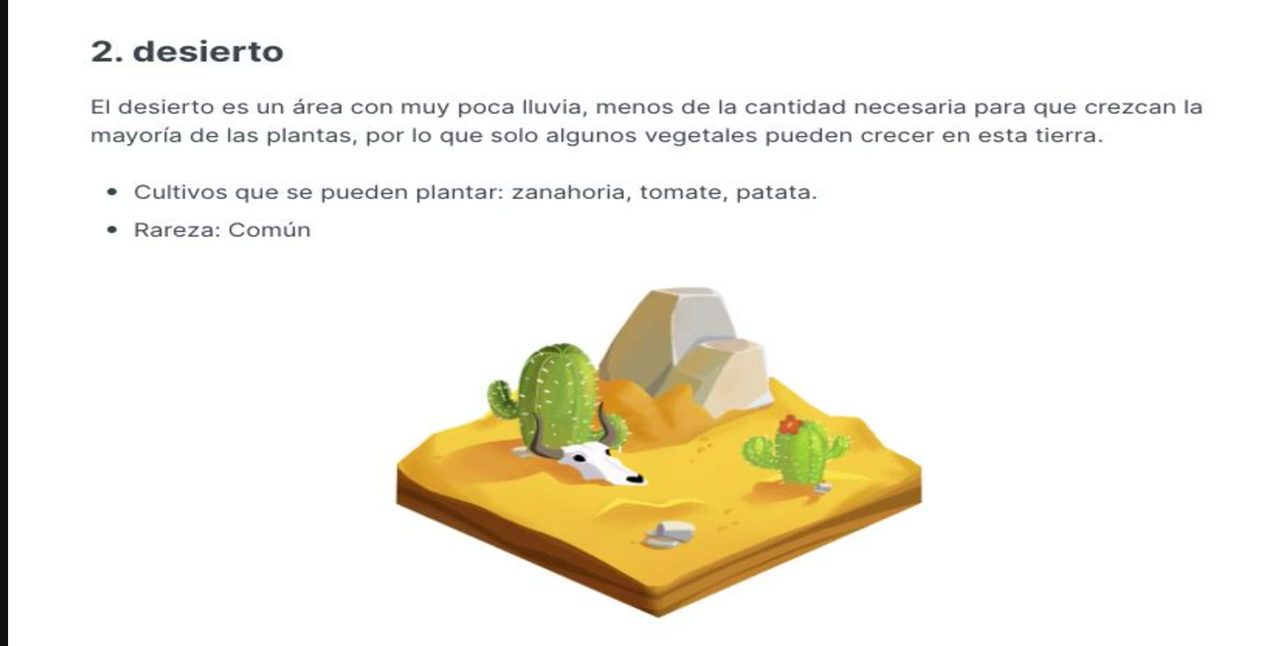 2. desierto
El desierto es un área con muy poca lluvia, menos de la cantidad necesaria para que crezcan la
mayoría de las plantas, por lo que solo algunos vegetales pueden crecer en esta tierra.
• Cultivos que se pueden plantar: zanahoria, tomate, patata.
• Rareza: Común